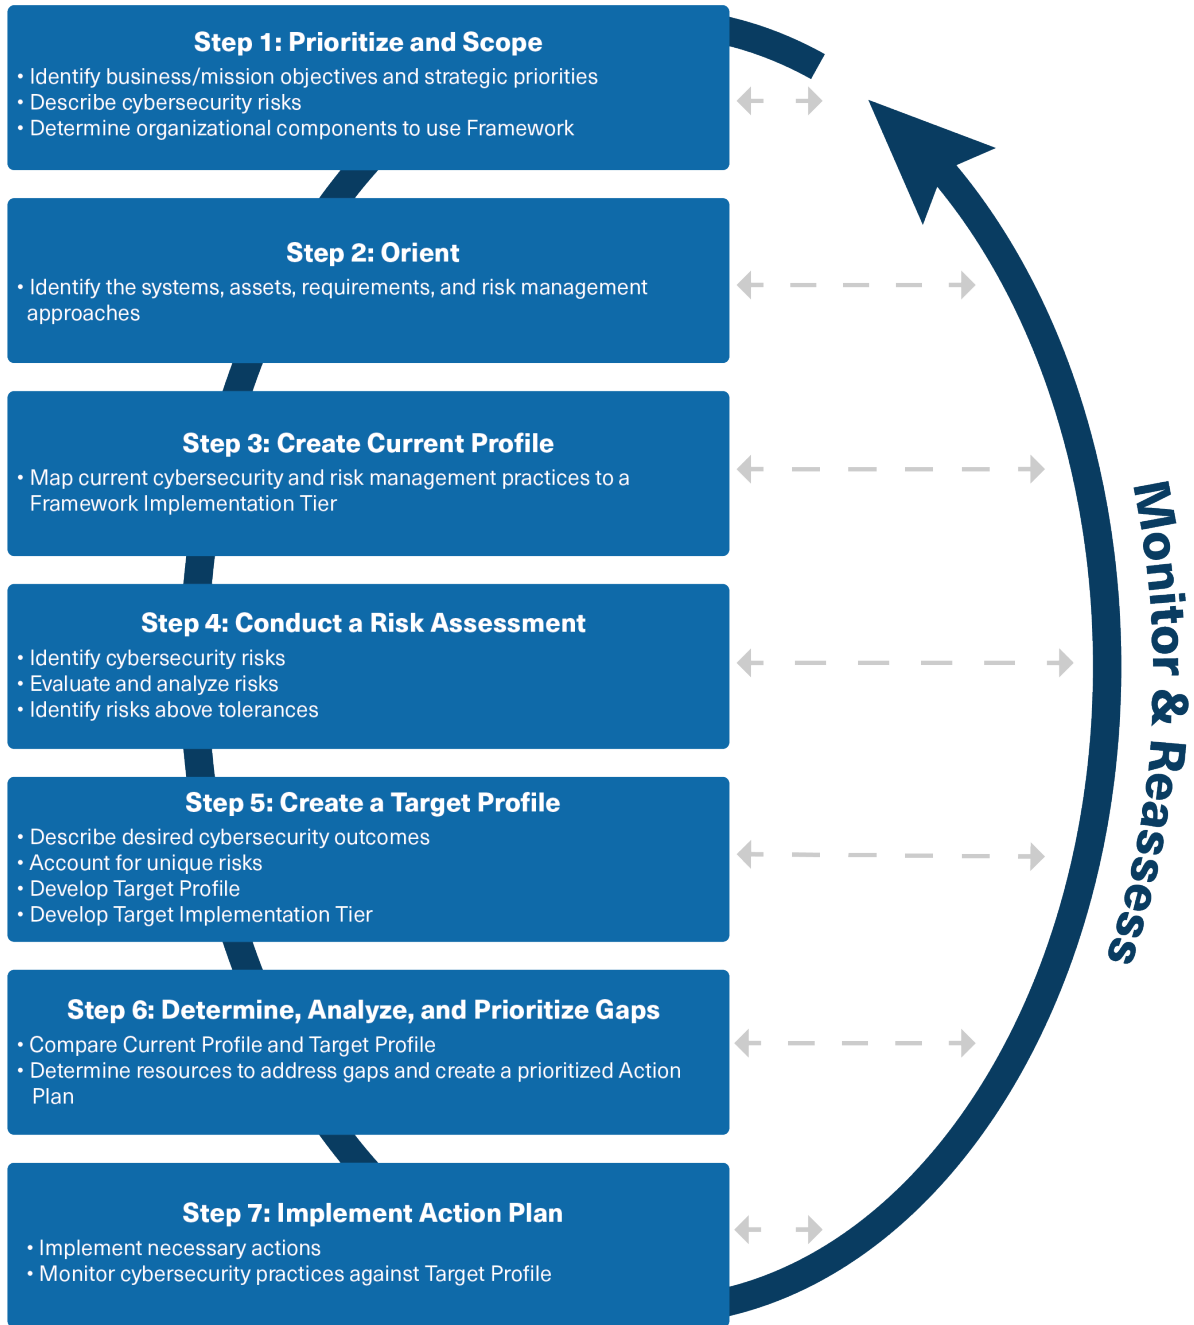 Step 1: Prioritize and Scope
• Identify business/mission objectives and strategic priorities
• Describe cybersecurity risks
• Determine organizational components to use Framework
Step 2: Orient
• Identify the systems, assets, requirements, and risk management
approaches
Step 3: Create Current Profile
• Map current cybersecurity and risk management practices to a
Framework Implementation Tier
Step 4: Conduct a Risk Assessment
• Identify cybersecurity risks
• Evaluate and analyze risks
• Identify risks above tolerances
Step 5: Create a Target Profile
• Describe desired cybersecurity outcomes
• Account for unique risks
• Develop Target Profile
• Develop Target Implementation Tier
Step 6: Determine, Analyze, and Prioritize Gaps
• Compare Current Profile and Target Profile
• Determine resources to address gaps and create a prioritized Action
Plan
Step 7: Implement Action Plan
• Implement necessary actions
• Monitor cybersecurity practices against Target Profile
Monitor & Reassess